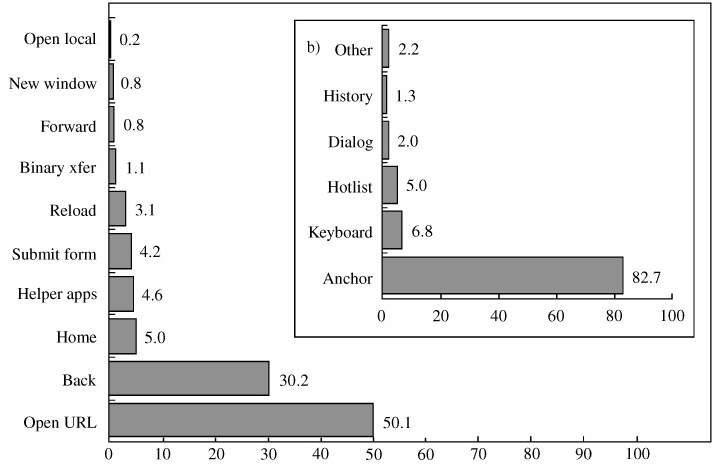 Open local 0.2
New window 0.8
Forward 0.8
Binary xfer 1.1
Reload 3.1
Submit form 4.2
Helper apps 4.6
Home 5.0
Back 30.2
Open URL 50.1
0 10 20 30 40 50 60 70 80 90 100
b) Other 2.2
History 1.3
Dialog 2.0
Hotlist 5.0
Keyboard 6.8
Anchor 82.7
0 20 40 60 80 100